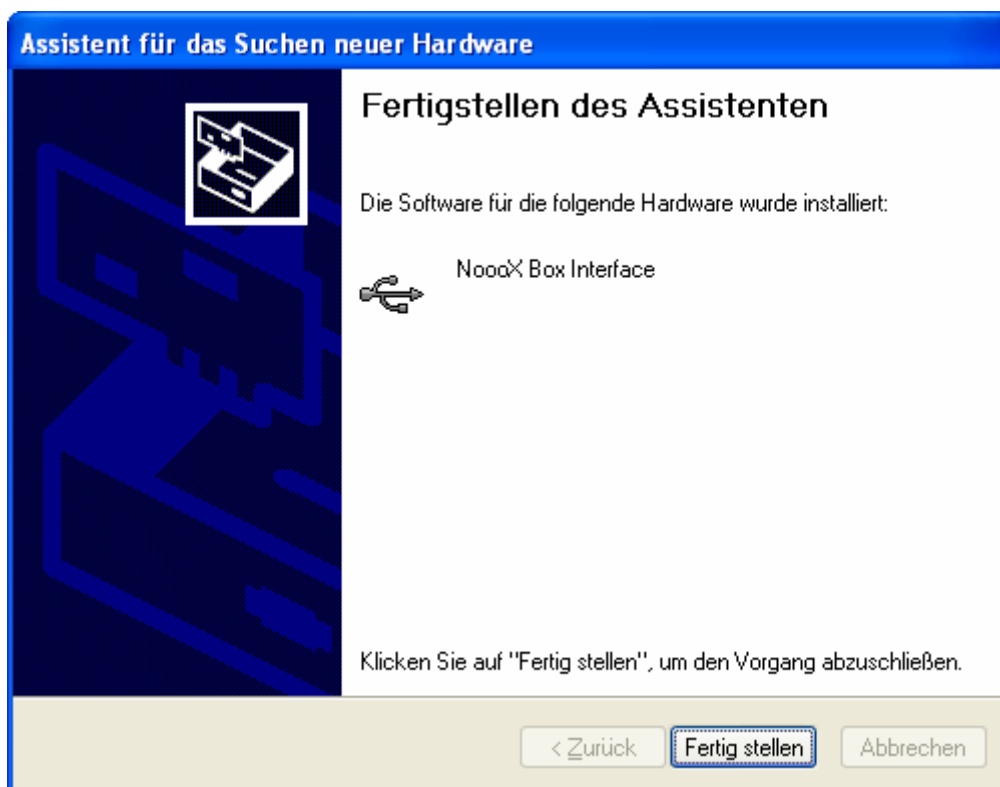 Assistent für das Suchen neuer Hardware
Fertigstellen des Assistenten
Die Software für die folgende Hardware wurde installiert:
NoooX Box Interface
Klicken Sie auf "Fertig stellen", um den Vorgang abzuschließen.
< Zurück Fertig stellen Abbrechen